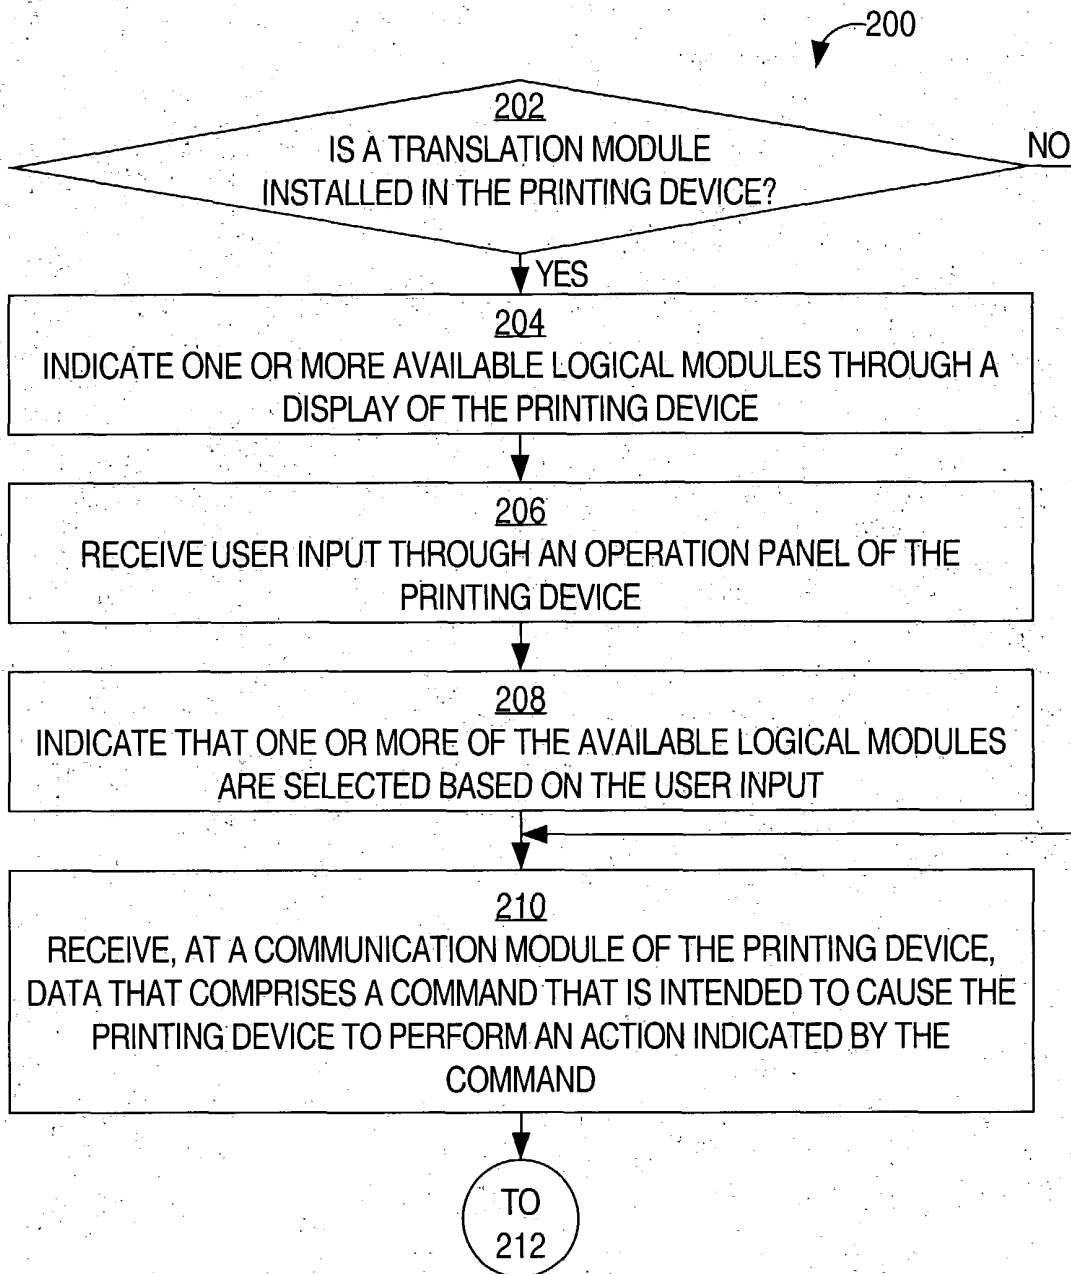 200
202
IS A TRANSLATION MODULE
INSTALLED IN THE PRINTING DEVICE?
NO
YES
204
INDICATE ONE OR MORE AVAILABLE LOGICAL MODULES THROUGH A
DISPLAY OF THE PRINTING DEVICE
206
RECEIVE USER INPUT THROUGH AN OPERATION PANEL OF THE
PRINTING DEVICE
208
INDICATE THAT ONE OR MORE OF THE AVAILABLE LOGICAL MODULES
ARE SELECTED BASED ON THE USER INPUT
210
RECEIVE, AT A COMMUNICATION MODULE OF THE PRINTING DEVICE,
DATA THAT COMPRISES A COMMAND THAT IS INTENDED TO CAUSE THE
PRINTING DEVICE TO PERFORM AN ACTION INDICATED BY THE
COMMAND
TO
212